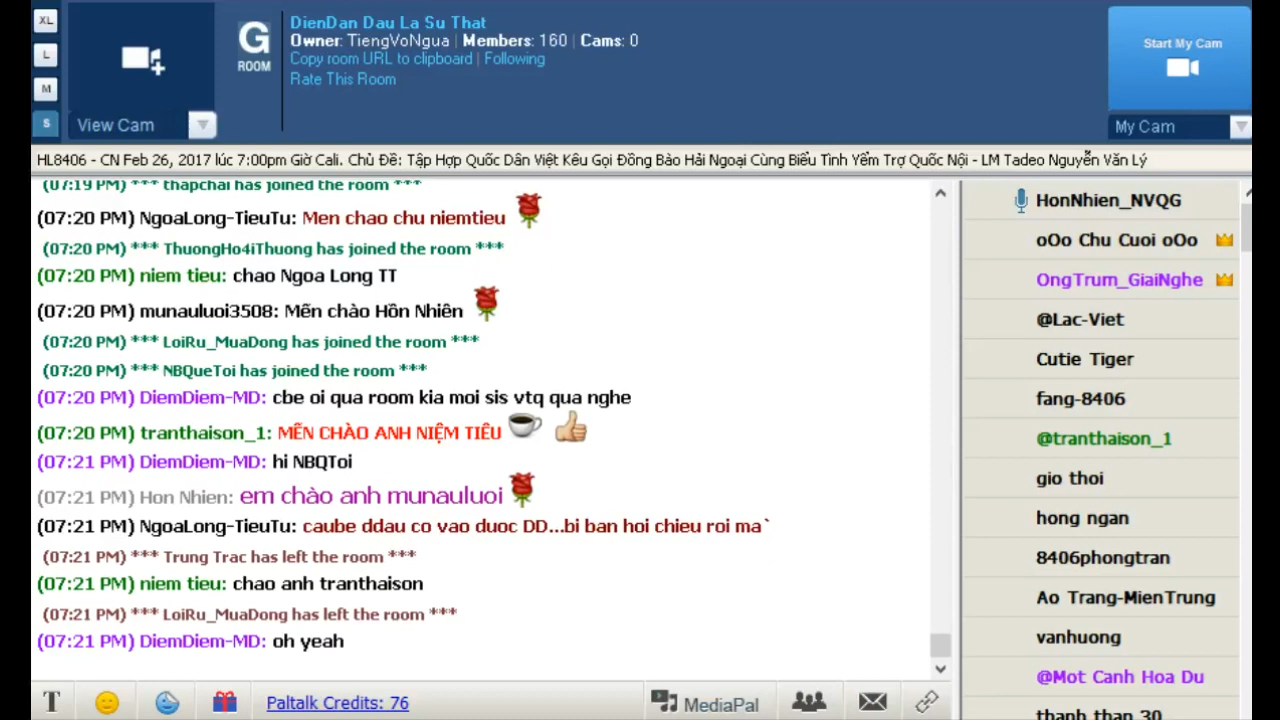 XL
L
M
S
View Cam
G
ROOM
DienDan Dau La Su That
Owner: TiengVoNgua | Members: 160 | Cams: 0
Copy room URL to clipboard | Following
Rate This Room
Start My Cam
My Cam
HL8406 - CN Feb 26, 2017 lúc 7:00pm Giờ Cali. Chủ Đề: Tập Hợp Quốc Dân Việt Kêu Gọi Đồng Bào Hải Ngoại Cùng Biểu Tình Yểm Trợ Quốc Nội - LM Tadeo Nguyễn Văn Lý
(07:19 PM) *** thapchai has joined the room ***
(07:20 PM) NgoaLong-TieuTu: Men chao chu niemtieu
(07:20 PM) *** ThuongHo4iThuong has joined the room ***
(07:20 PM) niem tieu: chao Ngoa Long TT
(07:20 PM) munauluoi3508: Mến chào Hồn Nhiên
(07:20 PM) *** LoiRu_MuaDong has joined the room ***
(07:20 PM) *** NBQueToi has joined the room ***
(07:20 PM) DiemDiem-MD: cbe oi qua room kia moi sis vtq qua nghe
(07:20 PM) tranthaison_1: MẾN CHÀO ANH NIỆM TIÊU
(07:21 PM) DiemDiem-MD: hi NBQToi
(07:21 PM) Hon Nhien: em chào anh munauluoi
(07:21 PM) NgoaLong-TieuTu: caube ddau co vao duoc DD...bi ban hoi chieu roi ma`
(07:21 PM) *** Trung Trac has left the room ***
(07:21 PM) niem tieu: chao anh tranthaison
(07:21 PM) *** LoiRu_MuaDong has left the room ***
(07:21 PM) DiemDiem-MD: oh yeah
HonNhien_NVQG
oOo Chu Cuoi oOo
OngTrum_GiaiNghe
@Lac-Viet
Cutie Tiger
fang-8406
@tranthaison_1
gio thoi
hong ngan
8406phongtran
Ao Trang-MienTrung
vanhuong
@Mot Canh Hoa Du
thanh than 30
T
Paltalk Credits: 76
MediaPal